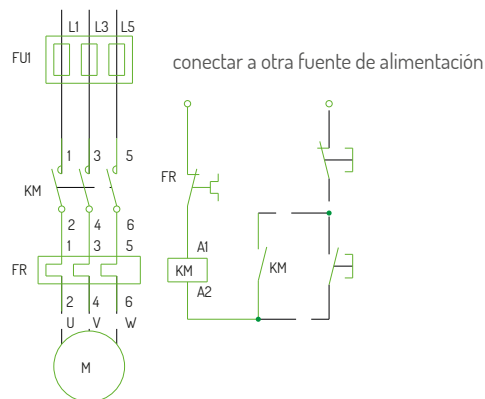 L1 L3 L5
FU1
conectar a otra fuente de alimentación
1 3 5
KM
2 4 6
FR
A1
KM
A2
KM
1 3 5
FR
2 4 6
U V W
M